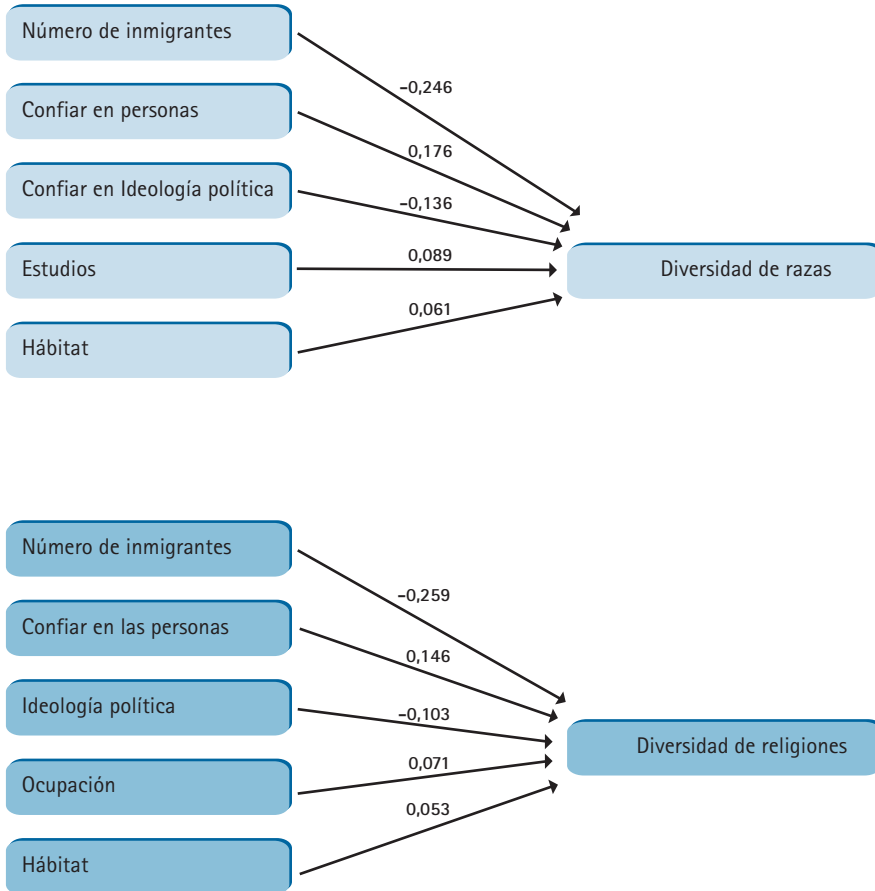 Número de inmigrantes
-0,246
Confiar en personas
0,176
Confiar en Ideología política
-0,136
Estudios
0,089
Diversidad de razas
0,061
Hábitat
Número de inmigrantes
-0,259
Confiar en las personas
0,146
Ideología política
-0,103
Diversidad de religiones
Ocupación
0,071
0,053
Hábitat